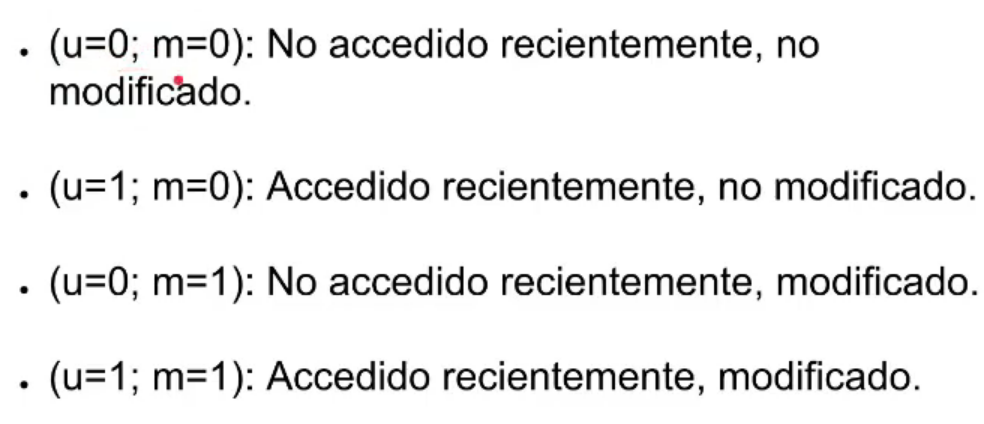 • (u=0; m=0): No accedido recientemente, no
modificado.
• (u=1; m=0): Accedido recientemente, no modificado.
• (u=0; m=1): No accedido recientemente, modificado.
• (u=1; m=1): Accedido recientemente, modificado.